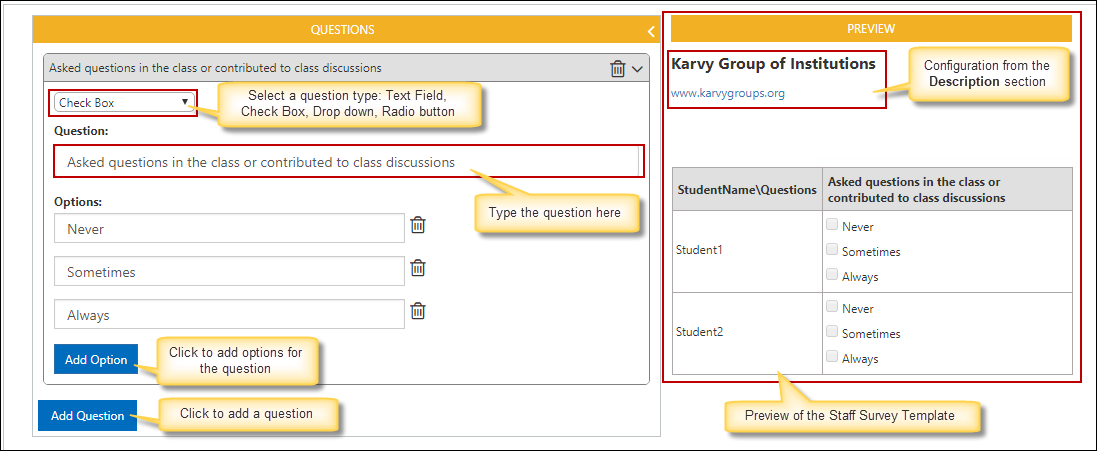 QUESTIONS
Asked questions in the class or contributed to class discussions
Check Box
Select a question type: Text Field,
Check Box, Drop down, Radio button
Question:
Asked questions in the class or contributed to class discussions
Type the question here
Options:
Never
Sometimes
Always
Add Option
Click to add options for
the question
Add Question
Click to add a question
PREVIEW
Karvy Group of Institutions
www.karvygroups.org
Configuration from the
Description section
StudentName\Questions
Asked questions in the class or
contributed to class discussions
Student1
Never
Sometimes
Always
Student2
Never
Sometimes
Always
Preview of the Staff Survey Template